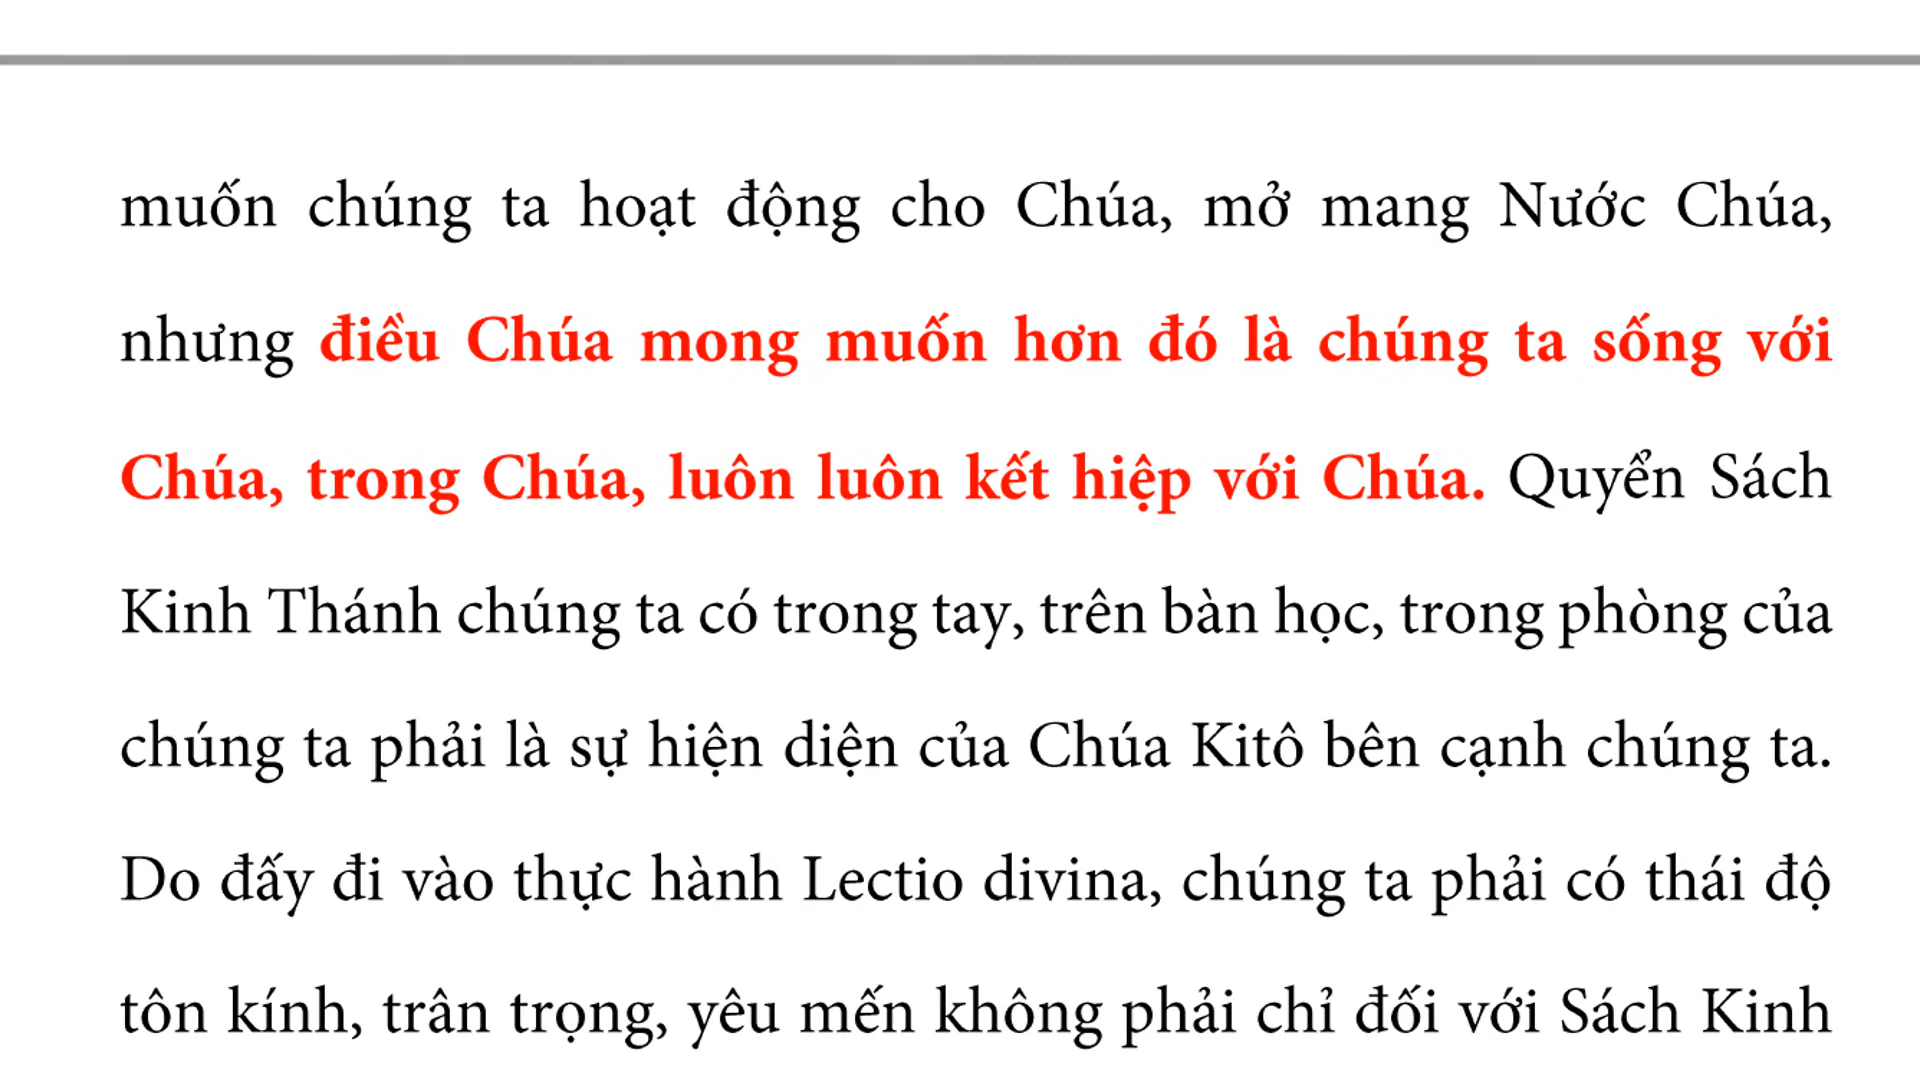 muốn chúng ta hoạt động cho Chúa, mở mang Nước Chúa,
nhưng điều Chúa mong muốn hơn đó là chúng ta sống với
Chúa, trong Chúa, luôn luôn kết hiệp với Chúa. Quyển Sách
Kinh Thánh chúng ta có trong tay, trên bàn học, trong phòng của
chúng ta phải là sự hiện diện của Chúa Kitô bên cạnh chúng ta.
Do đấy đi vào thực hành Lectio divina, chúng ta phải có thái độ
tôn kính, trân trọng, yêu mến không phải chỉ đối với Sách Kinh